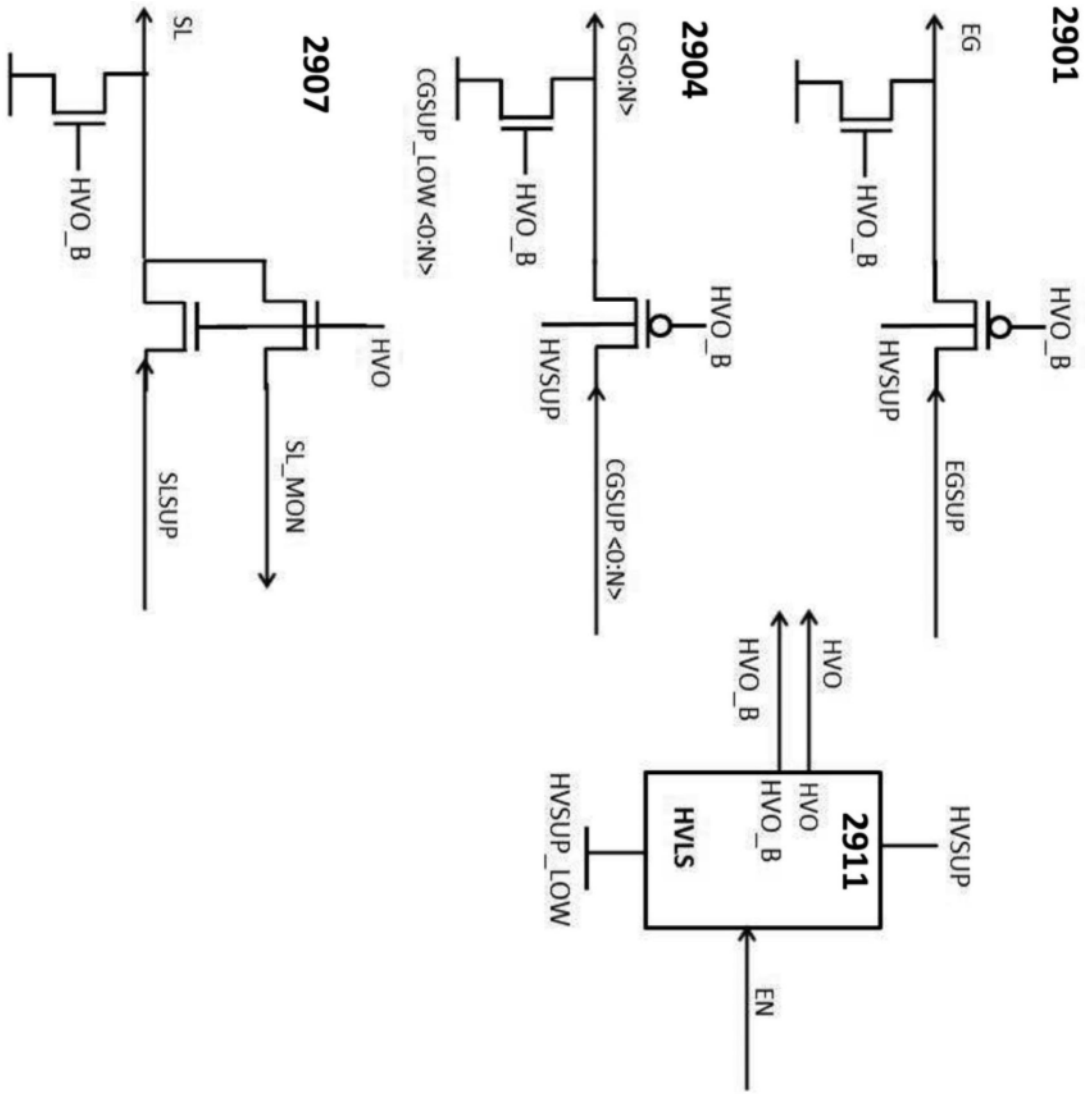 2901
HVO_B
EG
EGSUP
HVSUP
HVO_B
2904
HVO_B
CG<0:N>
CGSUP <0:N>
HVSUP
HVO_B
CGSUP_LOW <0:N>
2907
HVO
SL_MON
SL
SLSUP
HVO_B
HVSUP
2911
HVO
HVO
HVO_B
HVO_B
EN
HVLS
HVSUP_LOW